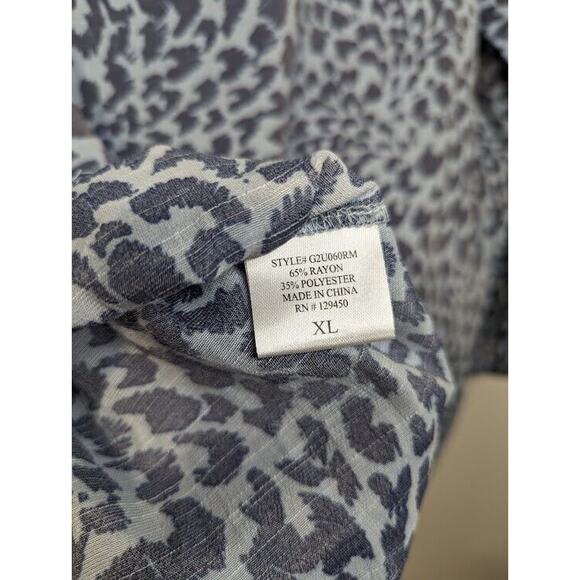 STYLE# G2U060RM
65% RAYON
35% POLYESTER
MADE IN CHINA
RN # 129450
XL